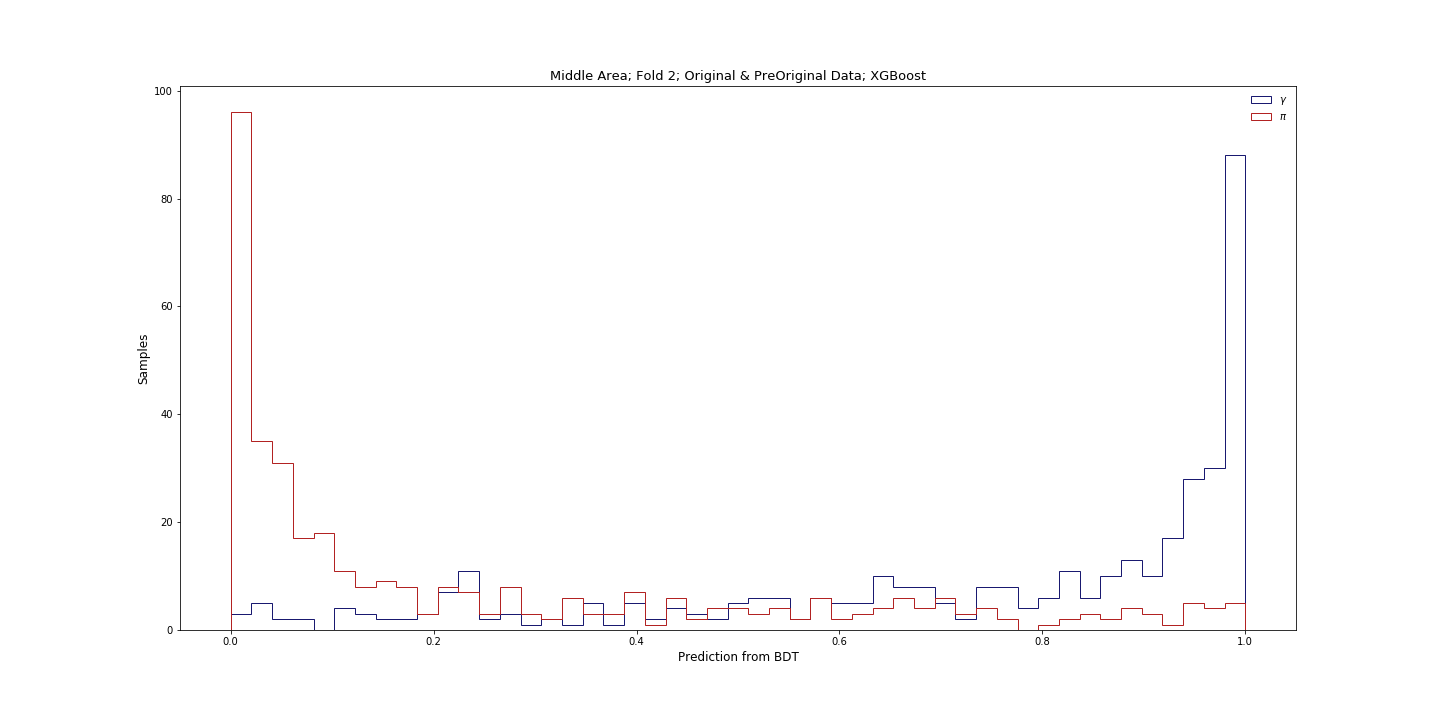 Middle Area; Fold 2; Original & PreOriginal Data; XGBoost
γ
π
100
80
60
40
20
0
Samples
0.0 0.2 0.4 0.6 0.8 1.0
Prediction from BDT